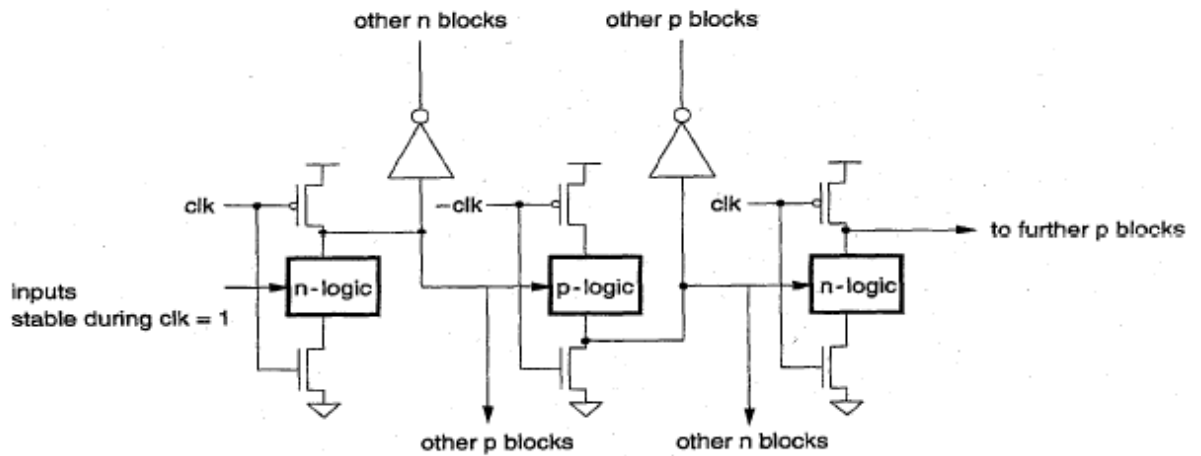 other n blocks
other p blocks
clk
-clk
clk
to further p blocks
n-logic
p-logic
n-logic
inputs
stable during clk = 1
other p blocks
other n blocks